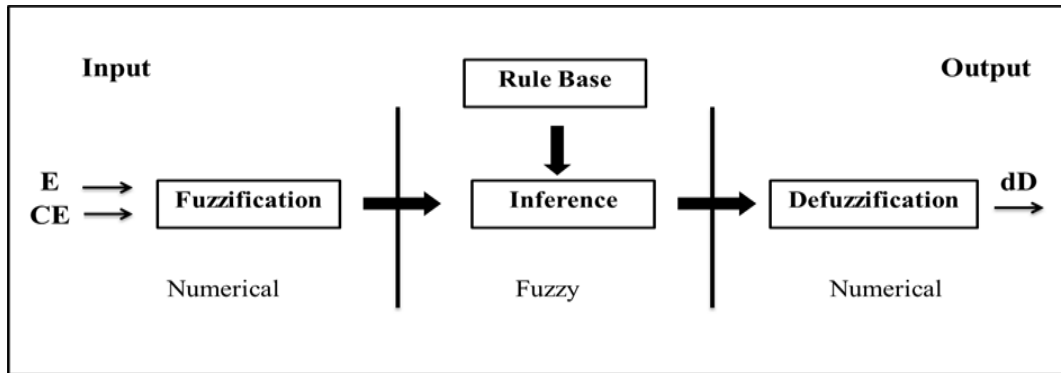 Input
Rule Base
Output
E
CE
Fuzzification
Inference
Defuzzification
dD
Numerical
Fuzzy
Numerical